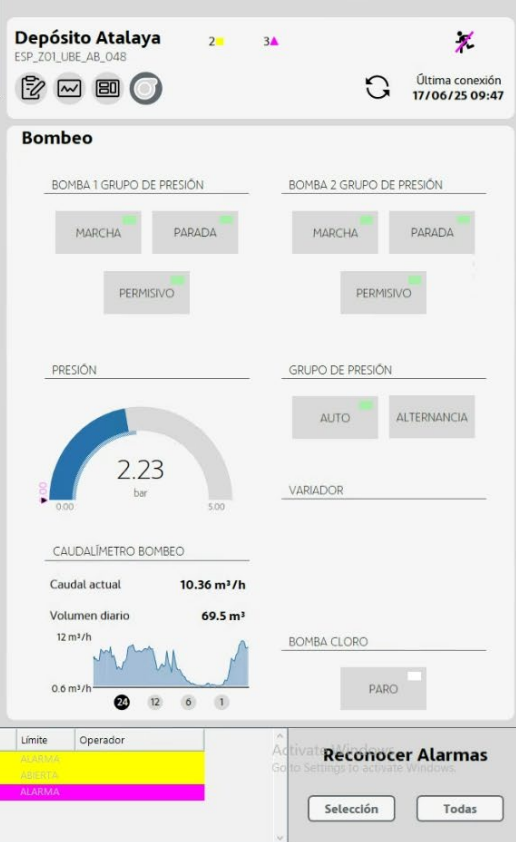 Depósito Atalaya
2 3
ESP_Z01_UBE_AB_048
Última conexión
17/06/25 09:47
Bombeo
BOMBA 1 GRUPO DE PRESIÓN
MARCHA PARADA
PERMISIVO
BOMBA 2 GRUPO DE PRESIÓN
MARCHA PARADA
PERMISIVO
PRESIÓN
2.23
bar
0.00
0.00 5.00
GRUPO DE PRESIÓN
AUTO ALTERNANCIA
VARIADOR
CAUDALÍMETRO BOMBEO
Caudal actual 10.36 m³/h
Volumen diario 69.5 m³
12 m³/h
0.6 m³/h
24 12 6 1
BOMBA CLORO
PARO
Límite Operador
ALARMA
ABIERTA
ALARMA
Activate Windows
Go to Settings to activate Windows.
Reconocer Alarmas
Selección Todas